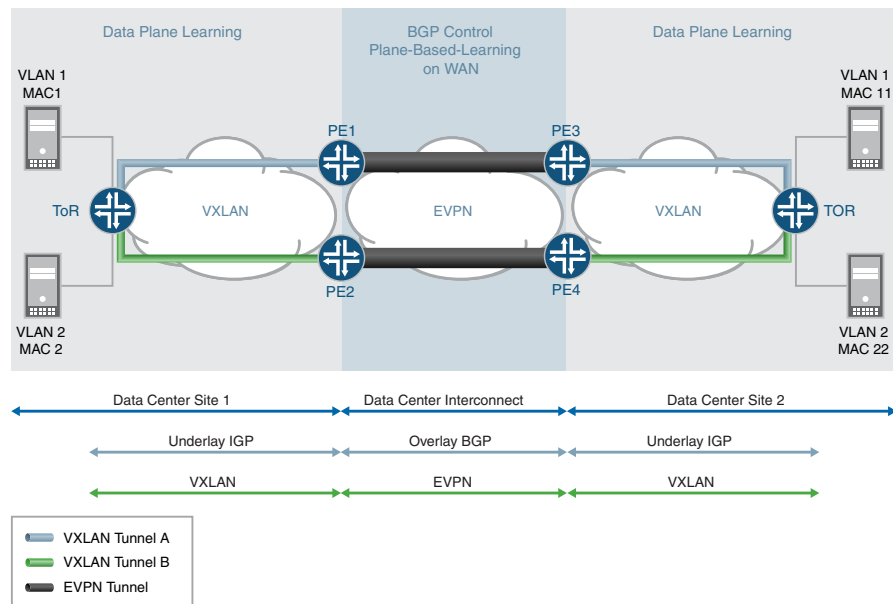 Data Plane Learning
BGP Control
Plane-Based-Learning
on WAN
Data Plane Learning
VLAN 1
MAC1
VLAN 1
MAC 11
PE1
PE3
ToR
VXLAN
EVPN
VXLAN
TOR
PE2
PE4
VLAN 2
MAC 2
VLAN 2
MAC 22
Data Center Site 1
Data Center Interconnect
Data Center Site 2
Underlay IGP
Overlay BGP
Underlay IGP
VXLAN
EVPN
VXLAN
VXLAN Tunnel A
VXLAN Tunnel B
EVPN Tunnel